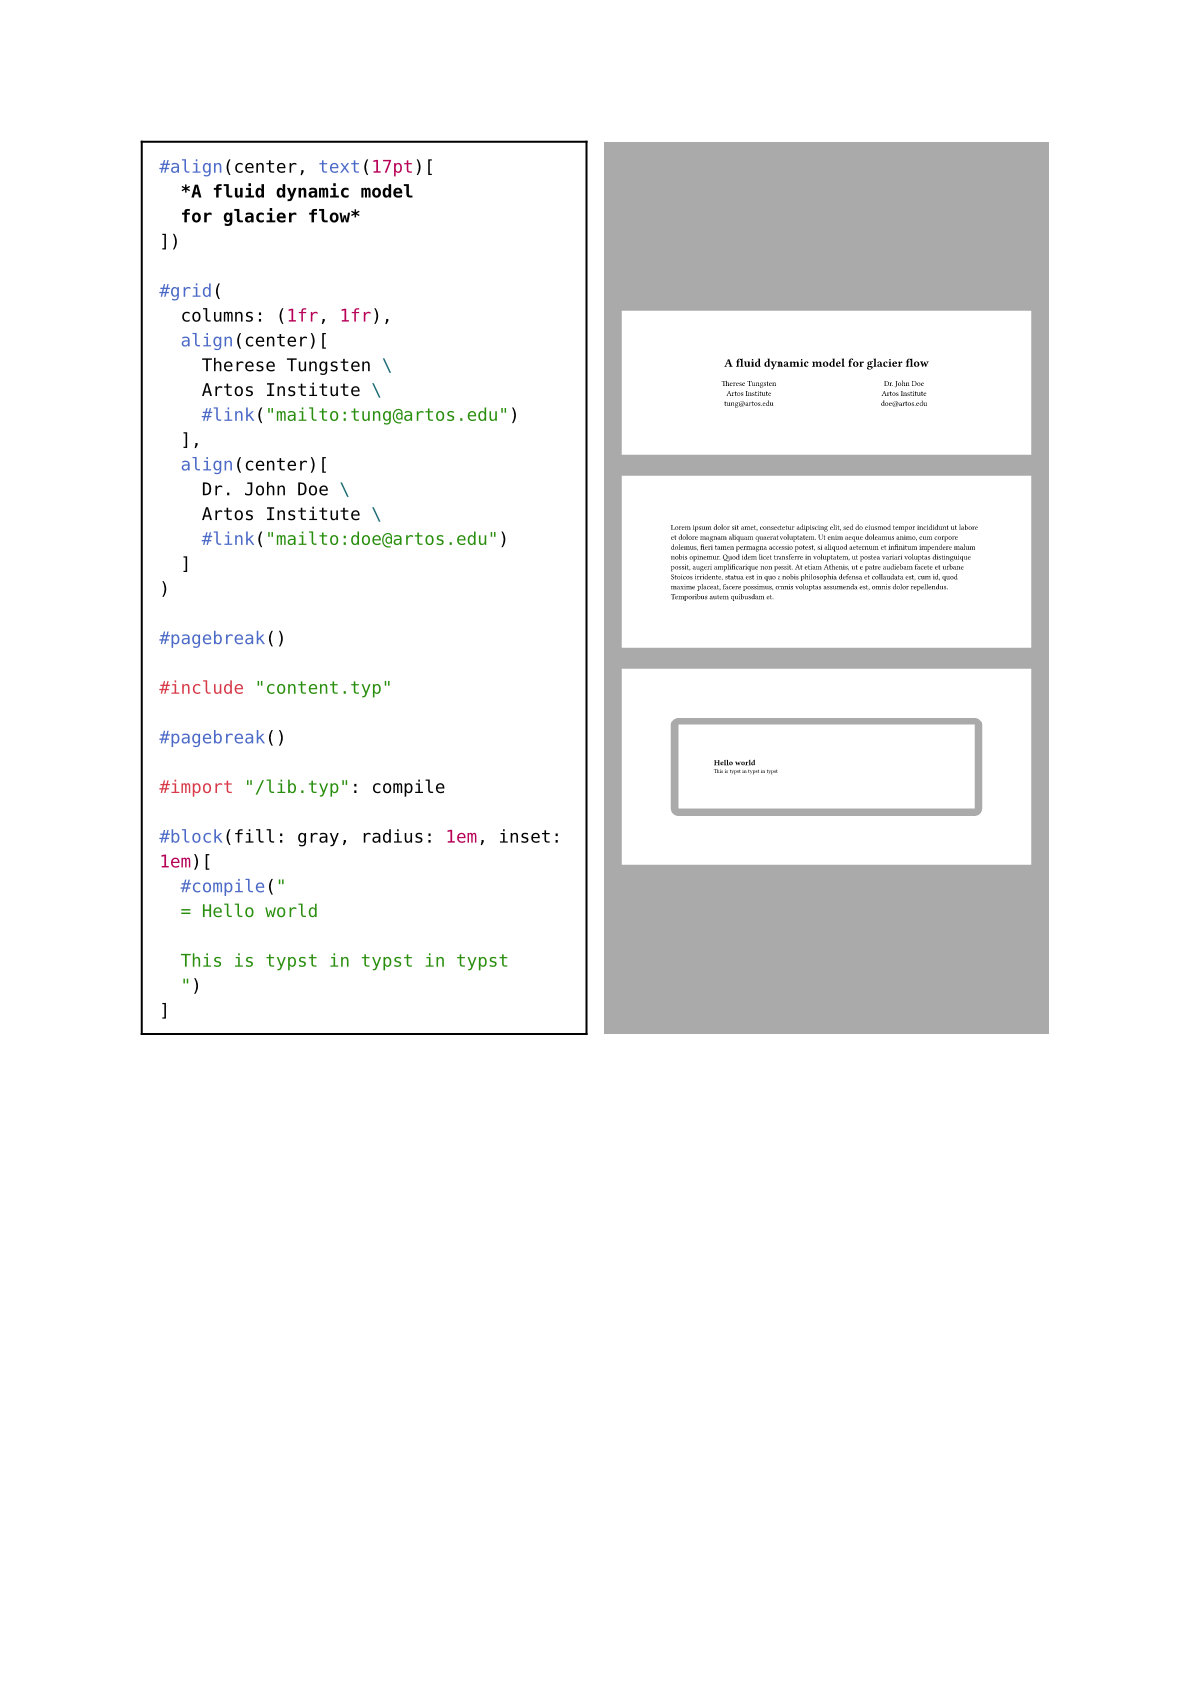 #align(center, text(17pt)[
*A fluid dynamic model
for glacier flow*
])
#grid(
columns: (1fr, 1fr),
align(center)[
Therese Tungsten \
Artos Institute \
#link("mailto:tung@artos.edu")
],
align(center)[
Dr. John Doe \
Artos Institute \
#link("mailto:doe@artos.edu")
]
)
#pagebreak()
#include "content.typ"
#pagebreak()
#import "/lib.typ": compile
#block(fill: gray, radius: 1em, inset:
1em)[
#compile("
= Hello world
This is typst in typst in typst
")
]
A fluid dynamic model for glacier flow
Therese Tungsten
Artos Institute
tung@artos.edu
Dr. John Doe
Artos Institute
doe@artos.edu
Lorem ipsum dolor sit amet, consectetur adipiscing elit, sed do eiusmod tempor incididunt ut labore
et dolore magnam aliquam quaerat voluptatem. Ut enim aeque doleamus animo, cum corpore
dolemus, fieri tamen permagna accessio potest, si aliquod aeternum et infinitum impendere malum
nobis opinemur. Quod idem licet transferre in voluptatem, ut postea variari voluptas distinguique
possit, augeri amplificarique non possit. At etiam Athenis, ut e patre audiebam facete et urbane
Stoicos irridente, statua est in quo a nobis philosophia defensa et collaudata est, cum id, quod
maxime placeat, facere possimus, omnis voluptas assumenda est, omnis dolor repellendus.
Temporibus autem quibusdam et.
Hello world
This is typst in typst in typst